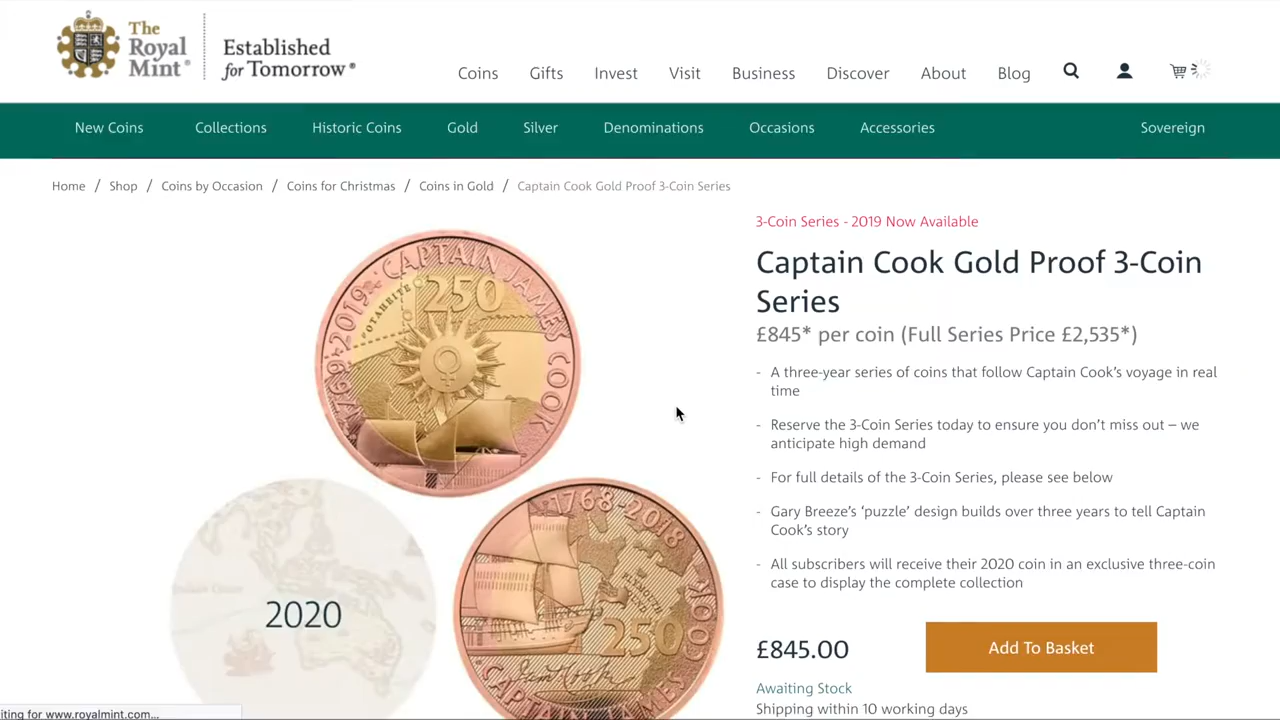 The
Royal
Mint®
Established
for Tomorrow®
Coins
Gifts
Invest
Visit
Business
Discover
About
Blog
New Coins
Collections
Historic Coins
Gold
Silver
Denominations
Occasions
Accessories
Sovereign
Home / Shop / Coins by Occasion / Coins for Christmas / Coins in Gold / Captain Cook Gold Proof 3-Coin Series
3-Coin Series - 2019 Now Available
Captain Cook Gold Proof 3-Coin
Series
£845* per coin (Full Series Price £2,535*)
- A three-year series of coins that follow Captain Cook’s voyage in real
time
- Reserve the 3-Coin Series today to ensure you don’t miss out – we
anticipate high demand
- For full details of the 3-Coin Series, please see below
- Gary Breeze’s ‘puzzle’ design builds over three years to tell Captain
Cook’s story
- All subscribers will receive their 2020 coin in an exclusive three-coin
case to display the complete collection
£845.00
Add To Basket
Awaiting Stock
Shipping within 10 working days
1769-2019 CAPTAIN JAMES COOK
250
OTAHEITE
2020
1768-2018
250
CAPTAIN JAMES COOK
iting for www.royalmint.com...